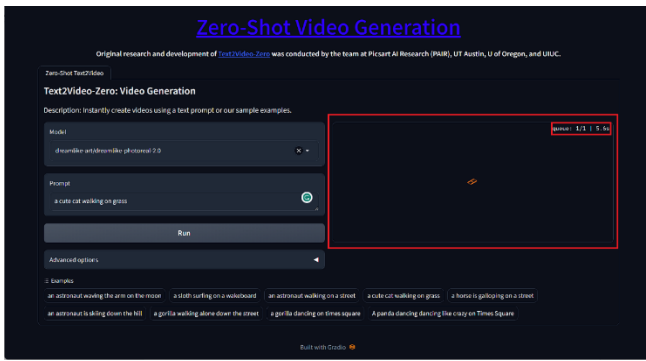 Zero-Shot Video Generation
Original research and development of Text2Video-Zero was conducted by the team at Picsart AI Research (PAIR), UT Austin, U of Oregon, and UIUC.
Zero-Shot Text2Video
Text2Video-Zero: Video Generation
Description: Instantly create videos using a text prompt or our sample examples.
Model
queue: 1/1 | 5.6s
dreamlike-art/dreamlike-photoreal-2.0
Prompt
a cute cat walking on grass
Run
Advanced options
Examples
an astronaut waving the arm on the moon a sloth surfing on a wakeboard an astronaut walking on a street a cute cat walking on grass a horse is galloping on a street
an astronaut is skiing down the hill a gorilla walking alone down the street a gorilla dancing on times square A panda dancing dancing like crazy on Times Square
Built with Gradio